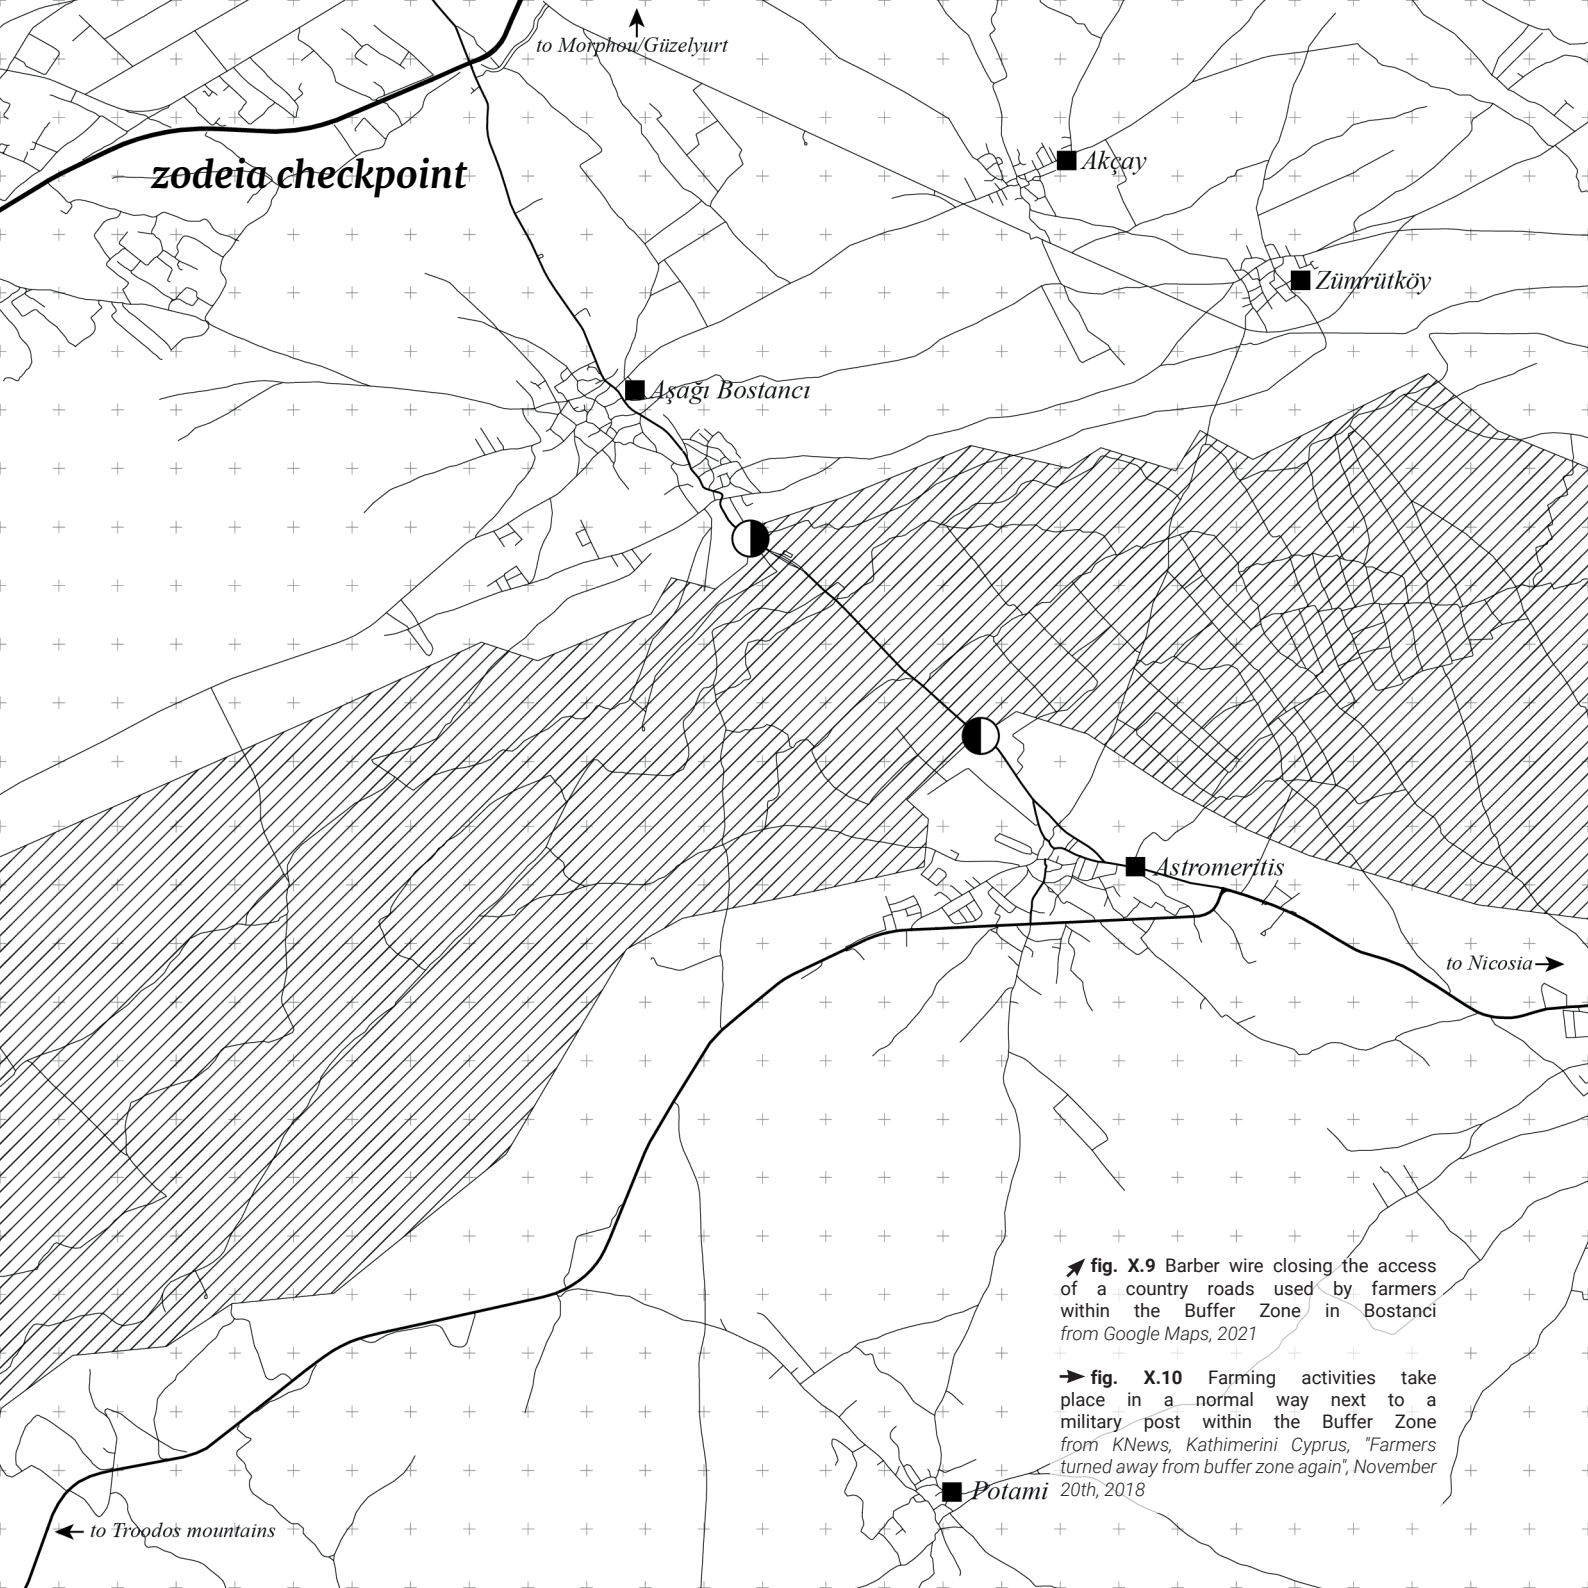 to Morphou/Güzelyurt
zodeia checkpoint
Akçay
Zümrütköy
Aşağı Bostancı
Astromeritis
to Nicosia
fig. X.9 Barber wire closing the access
of a country roads used by farmers
within the Buffer Zone in Bostanci
from Google Maps, 2021
fig. X.10 Farming activities take
place in a normal way next to a
military post within the Buffer Zone
from KNews, Kathimerini Cyprus, "Farmers
turned away from buffer zone again", November
20th, 2018
Potami
to Troodos mountains